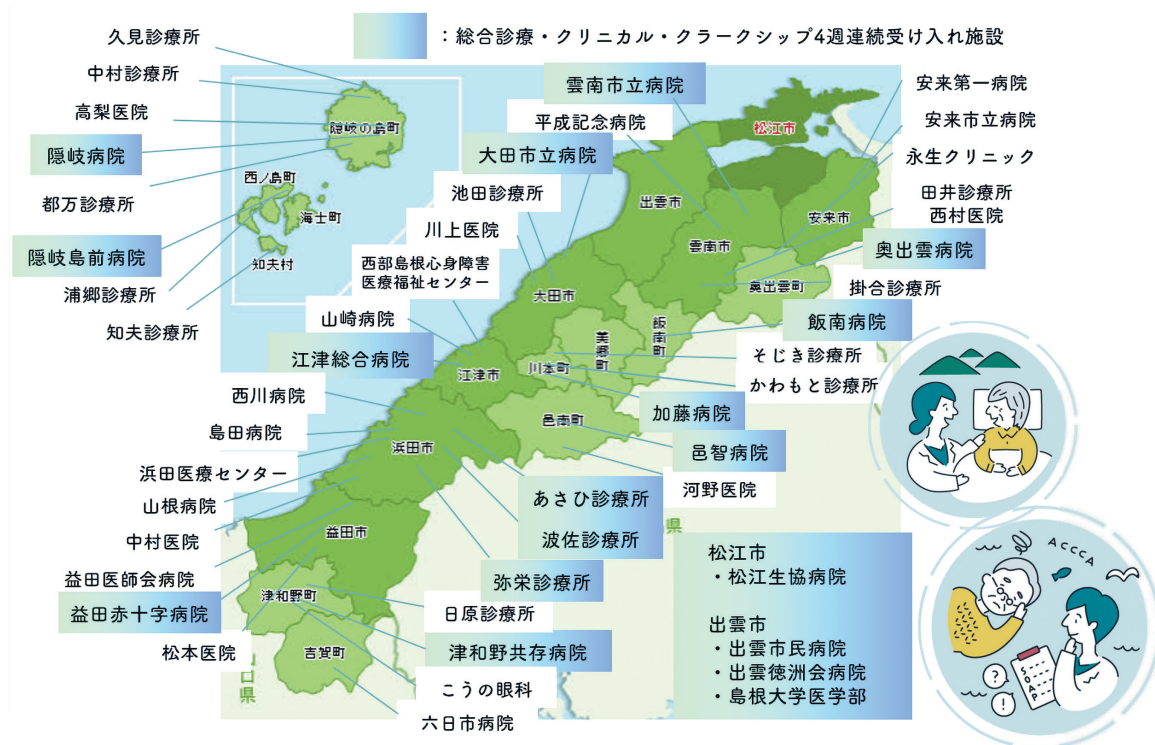 ：総合診療・クリニカル・クラークシップ4週連続受け入れ施設
久見診療所
中村診療所
高梨医院
隠岐病院
都万診療所
隠岐島前病院
浦郷診療所
知夫診療所
隠岐の島町
西ノ島町
海士町
知夫村
雲南市立病院
平成記念病院
大田市立病院
池田診療所
川上医院
西部島根心身障害
医療福祉センター
山崎病院
江津総合病院
西川病院
島田病院
浜田医療センター
山根病院
中村医院
益田医師会病院
益田赤十字病院
松本医院
安来第一病院
安来市立病院
永生クリニック
田井診療所
西村医院
奥出雲病院
掛合診療所
飯南病院
そじき診療所
かわもと診療所
加藤病院
邑智病院
河野医院
あさひ診療所
波佐診療所
弥栄診療所
日原診療所
津和野共存病院
こうの眼科
六日市病院
松江市
出雲市
安来市
雲南市
奥出雲町
大田市
飯南町
美郷町
川本町
江津市
邑南町
浜田市
益田市
津和野町
吉賀町
口県
県
松江市
・松江生協病院
出雲市
・出雲市民病院
・出雲徳洲会病院
・島根大学医学部
ACCCA
SOAP
?
!